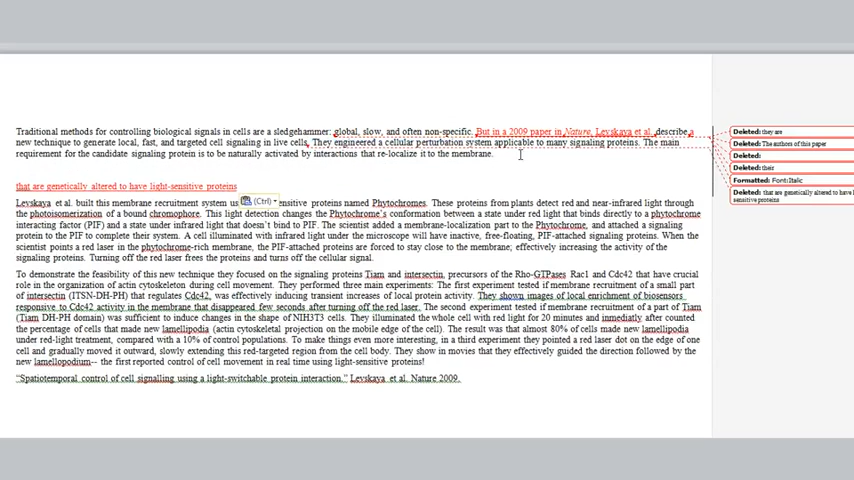 Traditional methods for controlling biological signals in cells are a sledgehammer: global, slow, and often non-specific. But in a 2009 paper in Nature, Levskaya et al. describe a
new technique to generate local, fast, and targeted cell signaling in live cells. They engineered a cellular perturbation system applicable to many signaling proteins. The main
requirement for the candidate signaling protein is to be naturally activated by interactions that re-localize it to the membrane.
that are genetically altered to have light-sensitive proteins
Levskaya et al. built this membrane recruitment system us (Ctrl) ensitive proteins named Phytochromes. These proteins from plants detect red and near-infrared light through
the photoisomerization of a bound chromophore. This light detection changes the Phytochrome's conformation between a state under red light that binds directly to a phytochrome
interacting factor (PIF) and a state under infrared light that doesn't bind to PIF. The scientist added a membrane-localization part to the Phytochrome, and attached a signaling
protein to the PIF to complete their system. A cell illuminated with infrared light under the microscope will have inactive, free-floating, PIF-attached signaling proteins. When the
scientist points a red laser in the phytochrome-rich membrane, the PIF-attached proteins are forced to stay close to the membrane; effectively increasing the activity of the
signaling proteins. Turning off the red laser frees the proteins and turns off the cellular signal.
To demonstrate the feasibility of this new technique they focused on the signaling proteins Tiam and intersectin, precursors of the Rho-GTPases Rac1 and Cdc42 that have crucial
role in the organization of actin cytoskeleton during cell movement. They performed three main experiments: The first experiment tested if membrane recruitment of a small part
of intersectin (ITSN-DH-PH) that regulates Cdc42, was effectively inducing transient increases of local protein activity. They shown images of local enrichment of biosensors
responsive to Cdc42 activity in the membrane that disappeared few seconds after turning off the red laser. The second experiment tested if membrane recruitment of a part of Tiam
(Tiam DH-PH domain) was sufficient to induce changes in the shape of NIH3T3 cells. They illuminated the whole cell with red light for 20 minutes and inmediatly after counted
the percentage of cells that made new lamellipodia (actin cytoskeletal projection on the mobile edge of the cell). The result was that almost 80% of cells made new lamellipodia
under red-light treatment, compared with a 10% of control populations. To make things even more interesting, in a third experiment they pointed a red laser dot on the edge of one
cell and gradually moved it outward, slowly extending this red-targeted region from the cell body. They show in movies that they effectively guided the direction followed by the
new lamellopodium-- the first reported control of cell movement in real time using light-sensitive proteins!
"Spatiotemporal control of cell signalling using a light-switchable protein interaction." Levskaya et al. Nature 2009.
Deleted: they are
Deleted: The authors of this paper
Deleted:
Deleted: their
Formatted: Font:Italic
Deleted: that are genetically altered to have light-
sensitive proteins